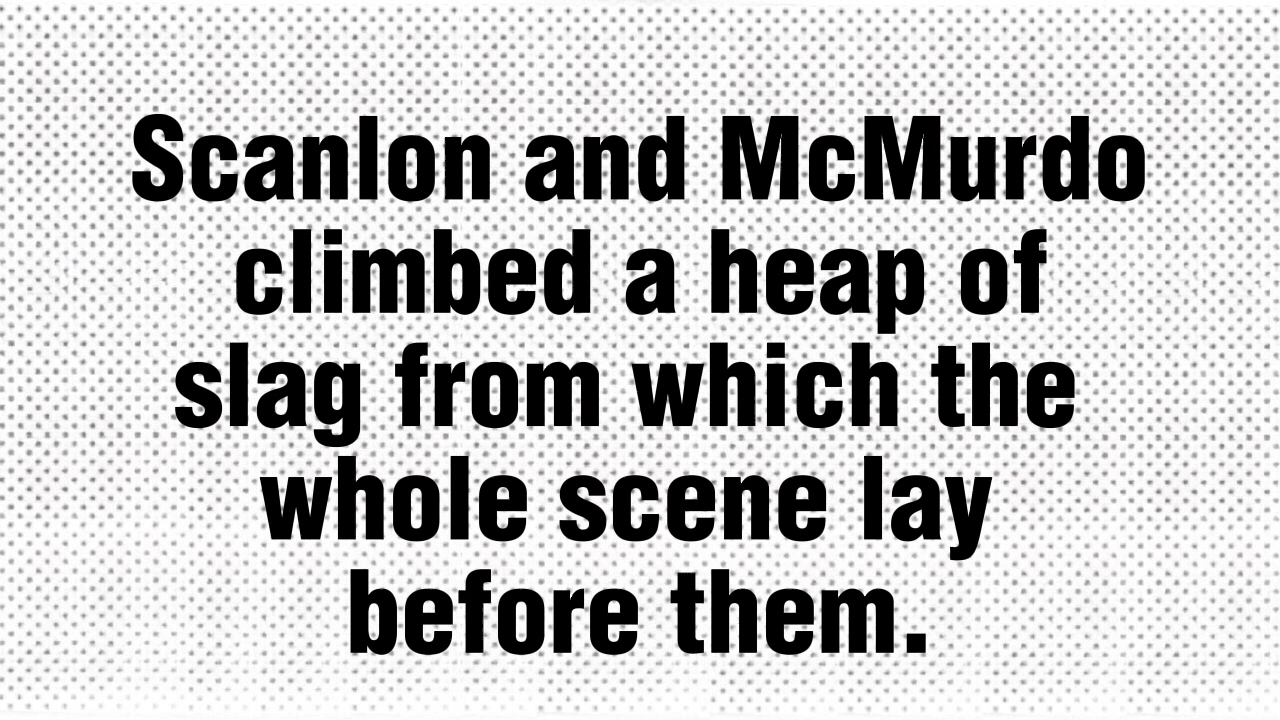 Scanlon and McMurdo
climbed a heap of
slag from which the
whole scene lay
before them.